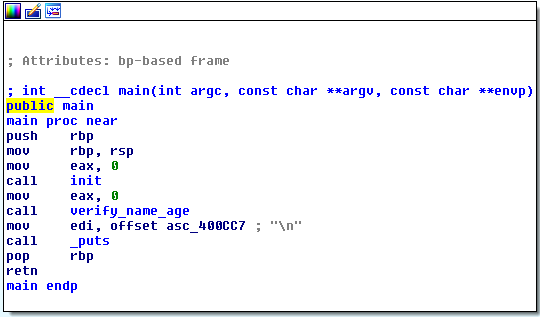 ; Attributes: bp-based frame
; int __cdecl main(int argc, const char **argv, const char **envp)
public main
main proc near
push    rbp
mov     rbp, rsp
mov     eax, 0
call    init
mov     eax, 0
call    verify_name_age
mov     edi, offset asc_400CC7 ; "\n"
call    _puts
pop     rbp
retn
main endp